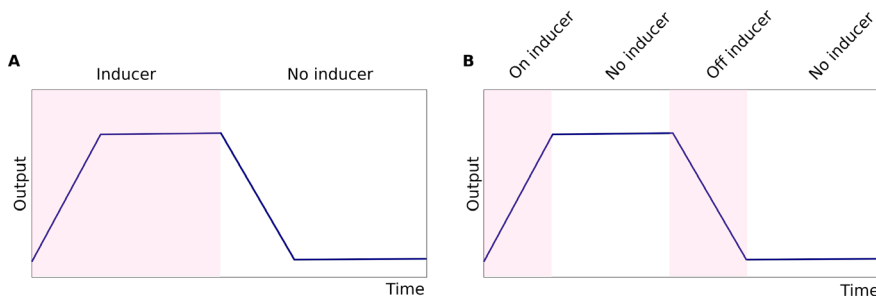 A
Inducer
No inducer
Output
Time
B
On inducer
No inducer
Off inducer
No inducer
Output
Time